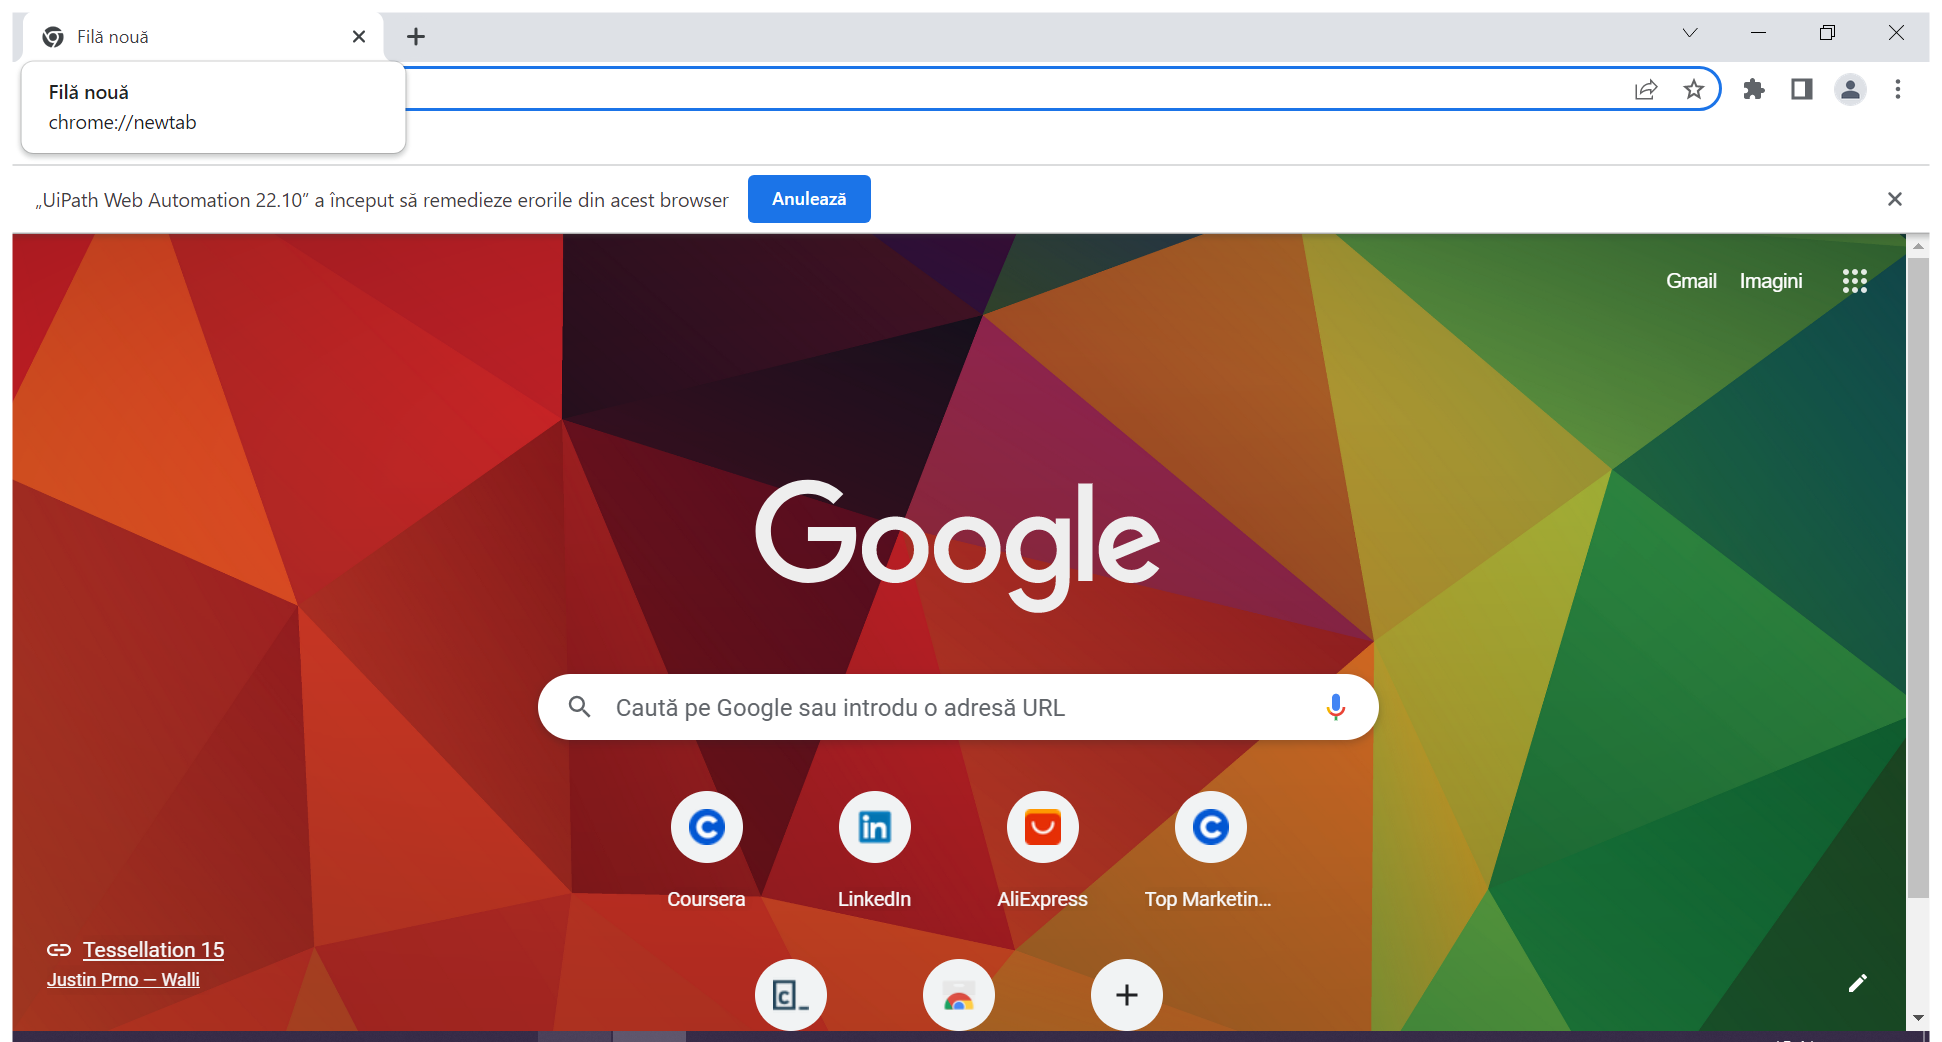 Filă nouă
Filă nouă
chrome://newtab
„UiPath Web Automation 22.10” a început să remedieze erorile din acest browser
Anulează
Gmail Imagini
Google
Caută pe Google sau introdu o adresă URL
Coursera LinkedIn AliExpress Top Marketin...
Tessellation 15
Justin Prno — Walli